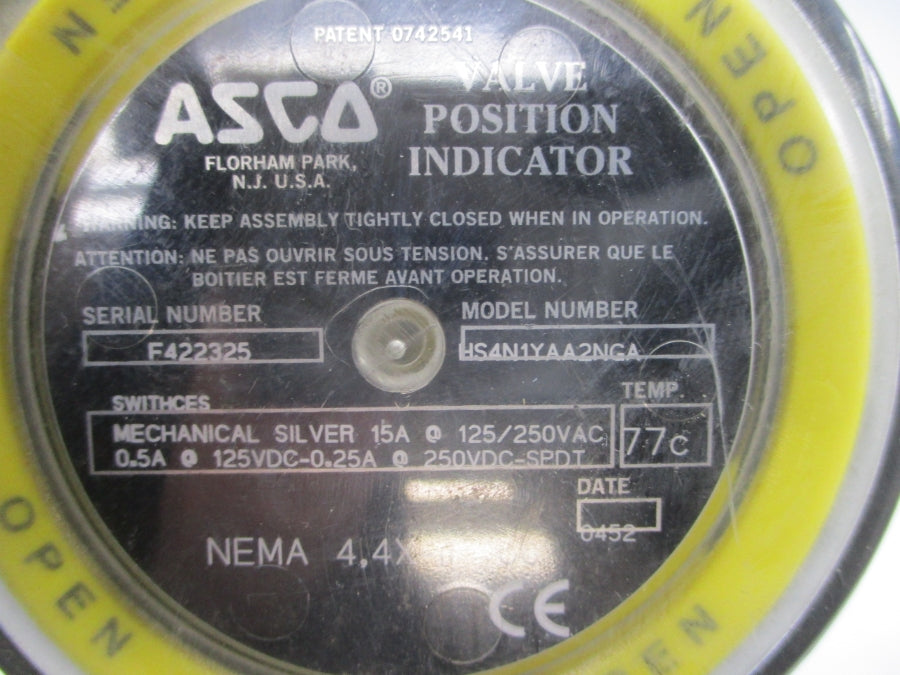 OPEN
PATENT 0742541
ASCO®
FLORHAM PARK,
N.J. U.S.A.
VALVE
POSITION
INDICATOR
WARNING: KEEP ASSEMBLY TIGHTLY CLOSED WHEN IN OPERATION.
ATTENTION: NE PAS OUVRIR SOUS TENSION. S'ASSURER QUE LE
BOITIER EST FERME AVANT OPERATION.
SERIAL NUMBER
F422325
MODEL NUMBER
HS4N1YAA2NGA
SWITHCES
MECHANICAL SILVER 15A @ 125/250VAC
0.5A @ 125VDC-0.25A @ 250VDC-SPDT
TEMP.
77C
DATE
0452
NEMA 4,4X
CE
OPEN